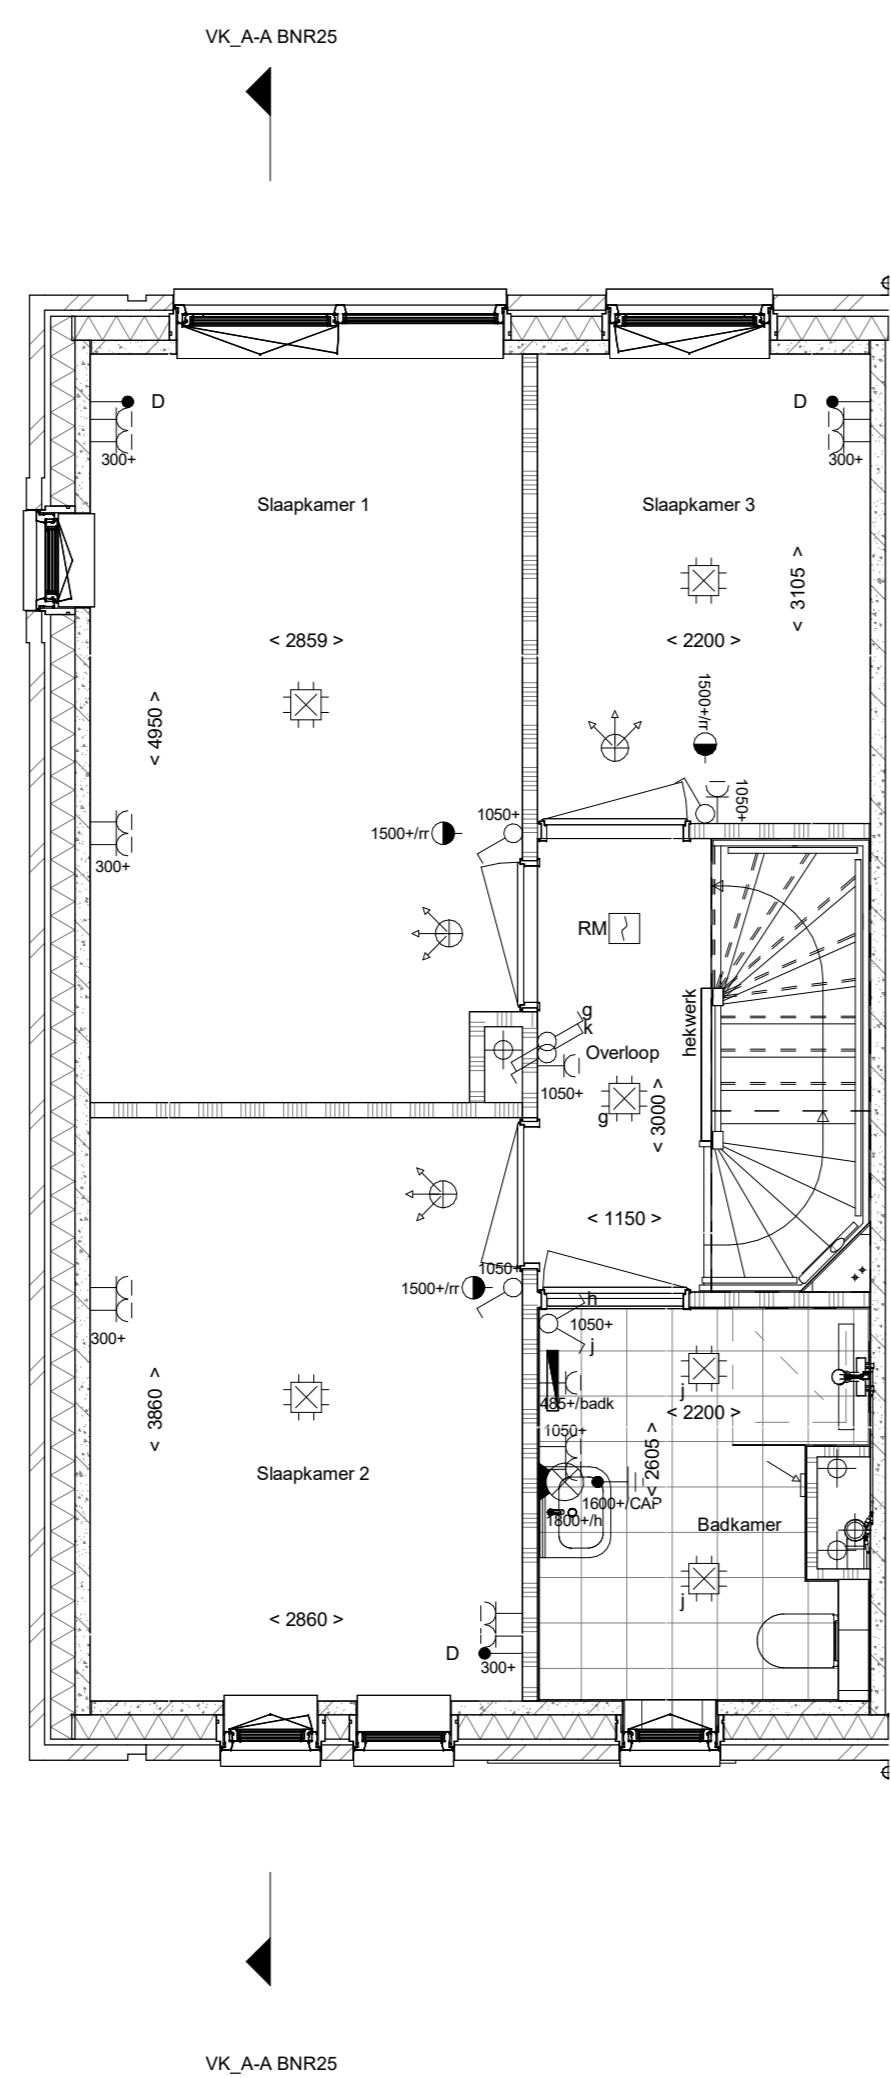 VK_A-A BNR25
D
300+
D
300+
Slaapkamer 1
Slaapkamer 3
< 3105 >
< 2859 >
< 2200 >
< 4950 >
1500+/rr
1050+
1050+
1500+/rr
300+
RM
hekwerk
g
k
Overloop
1050+
g
< 3000 >
< 1150 >
1050+
1500+/rr
300+
h
1050+
j
j
485+/badk
< 2200 >
1050+
< 2605 >
< 3860 >
Slaapkamer 2
1600+/CAP
1800+/h
Badkamer
j
< 2860 >
D
300+
VK_A-A BNR25